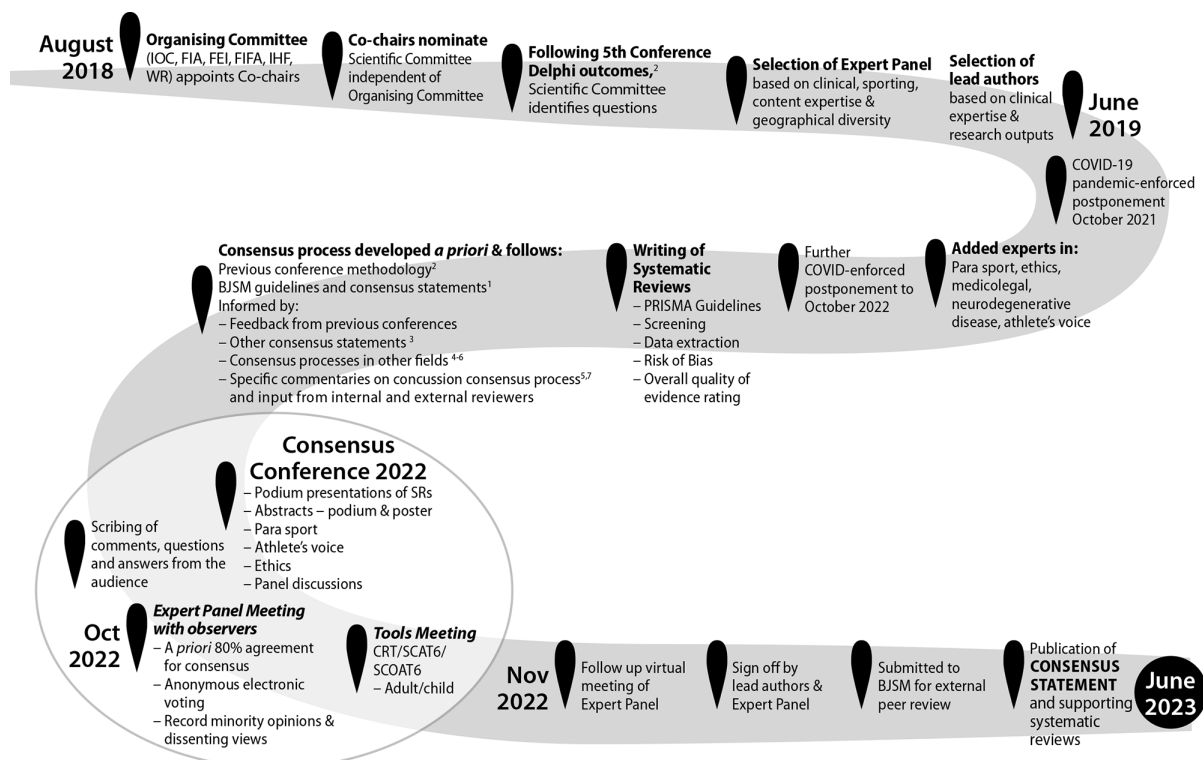 August
2018
Organising Committee
(IOC, FIA, FEI, FIFA, IHF,
WR) appoints Co-chairs
Co-chairs nominate
Scientific Committee
independent of
Organising Committee
Following 5th Conference
Delphi outcomes,2
Scientific Committee
identifies questions
Selection of Expert Panel
based on clinical, sporting,
content expertise &
geographical diversity
Selection of
lead authors
based on clinical
expertise &
research outputs
June
2019
COVID-19
pandemic-enforced
postponement
October 2021
Added experts in:
Para sport, ethics,
medicolegal,
neurodegenerative
disease, athlete's voice
Further
COVID-enforced
postponement to
October 2022
Writing of
Systematic
Reviews
– PRISMA Guidelines
– Screening
– Data extraction
– Risk of Bias
– Overall quality of
evidence rating
Consensus process developed a priori & follows:
Previous conference methodology2
BJSM guidelines and consensus statements1
Informed by:
– Feedback from previous conferences
– Other consensus statements 3
– Consensus processes in other fields 4-6
– Specific commentaries on concussion consensus process5,7
and input from internal and external reviewers
Consensus
Conference 2022
– Podium presentations of SRs
– Abstracts – podium & poster
– Para sport
– Athlete's voice
– Ethics
– Panel discussions
Scribing of
comments, questions
and answers from the
audience
Oct
2022
Expert Panel Meeting
with observers
– A priori 80% agreement
for consensus
– Anonymous electronic
voting
– Record minority opinions &
dissenting views
Tools Meeting
CRT/SCAT6/
SCOAT6
– Adult/child
Nov
2022
Follow up virtual
meeting of
Expert Panel
Sign off by
lead authors &
Expert Panel
Submitted to
BJSM for external
peer review
Publication of
CONSENSUS
STATEMENT
and supporting
systematic
reviews
June
2023